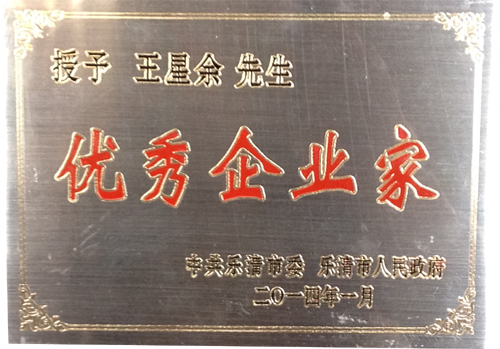 授予 王星余 先生
优秀企业家
中共乐清市委 乐清市人民政府
二〇一四年一月